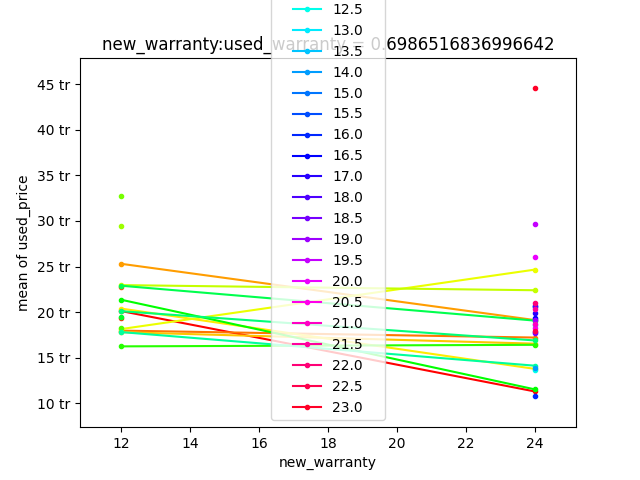 new_warranty:used_warranty = 0.6986516836996642
12.5
13.0
13.5
14.0
15.0
15.5
16.0
16.5
17.0
18.0
18.5
19.0
19.5
20.0
20.5
21.0
21.5
22.0
22.5
23.0
45 tr
40 tr
35 tr
30 tr
25 tr
20 tr
15 tr
10 tr
mean of used_price
12 14 16 18 20 22 24
new_warranty